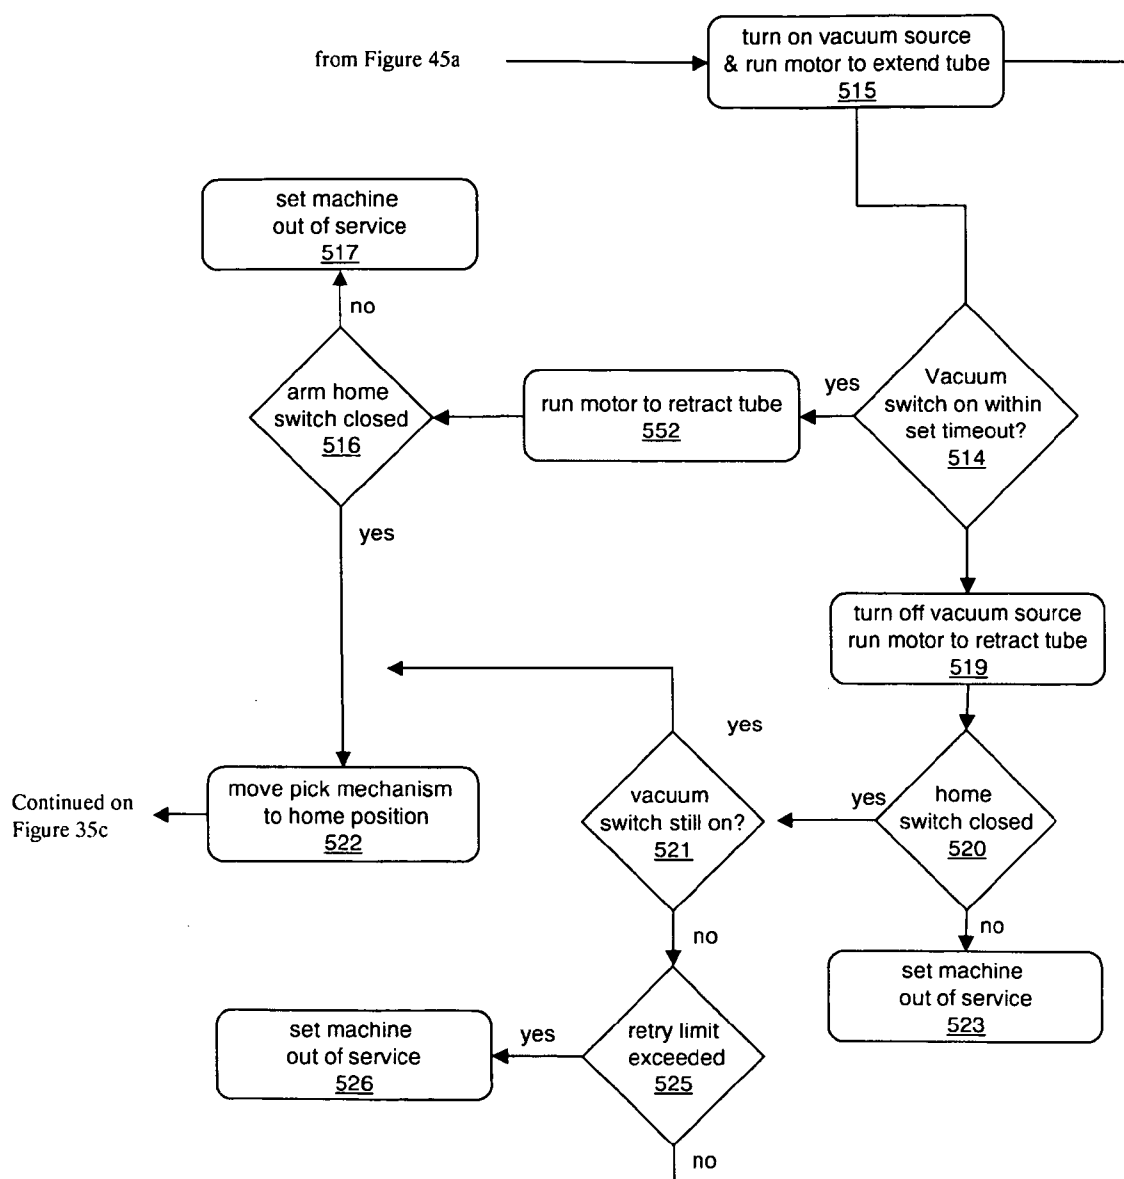 from Figure 45a
turn on vacuum source
& run motor to extend tube
515
set machine
out of service
517
no
arm home
switch closed
516
run motor to retract tube
552
yes
Vacuum
switch on within
set timeout?
514
yes
turn off vacuum source
run motor to retract tube
519
yes
Continued on
Figure 35c
move pick mechanism
to home position
522
vacuum
switch still on?
521
yes
home
switch closed
520
no
no
set machine
out of service
523
set machine
out of service
526
yes
retry limit
exceeded
525
no